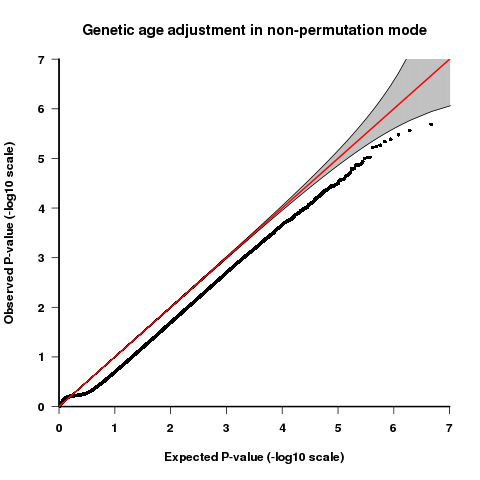 Genetic age adjustment in non-permutation mode
7
6
5
4
3
2
1
0
Observed P-value (-log10 scale)
0 1 2 3 4 5 6 7
Expected P-value (-log10 scale)